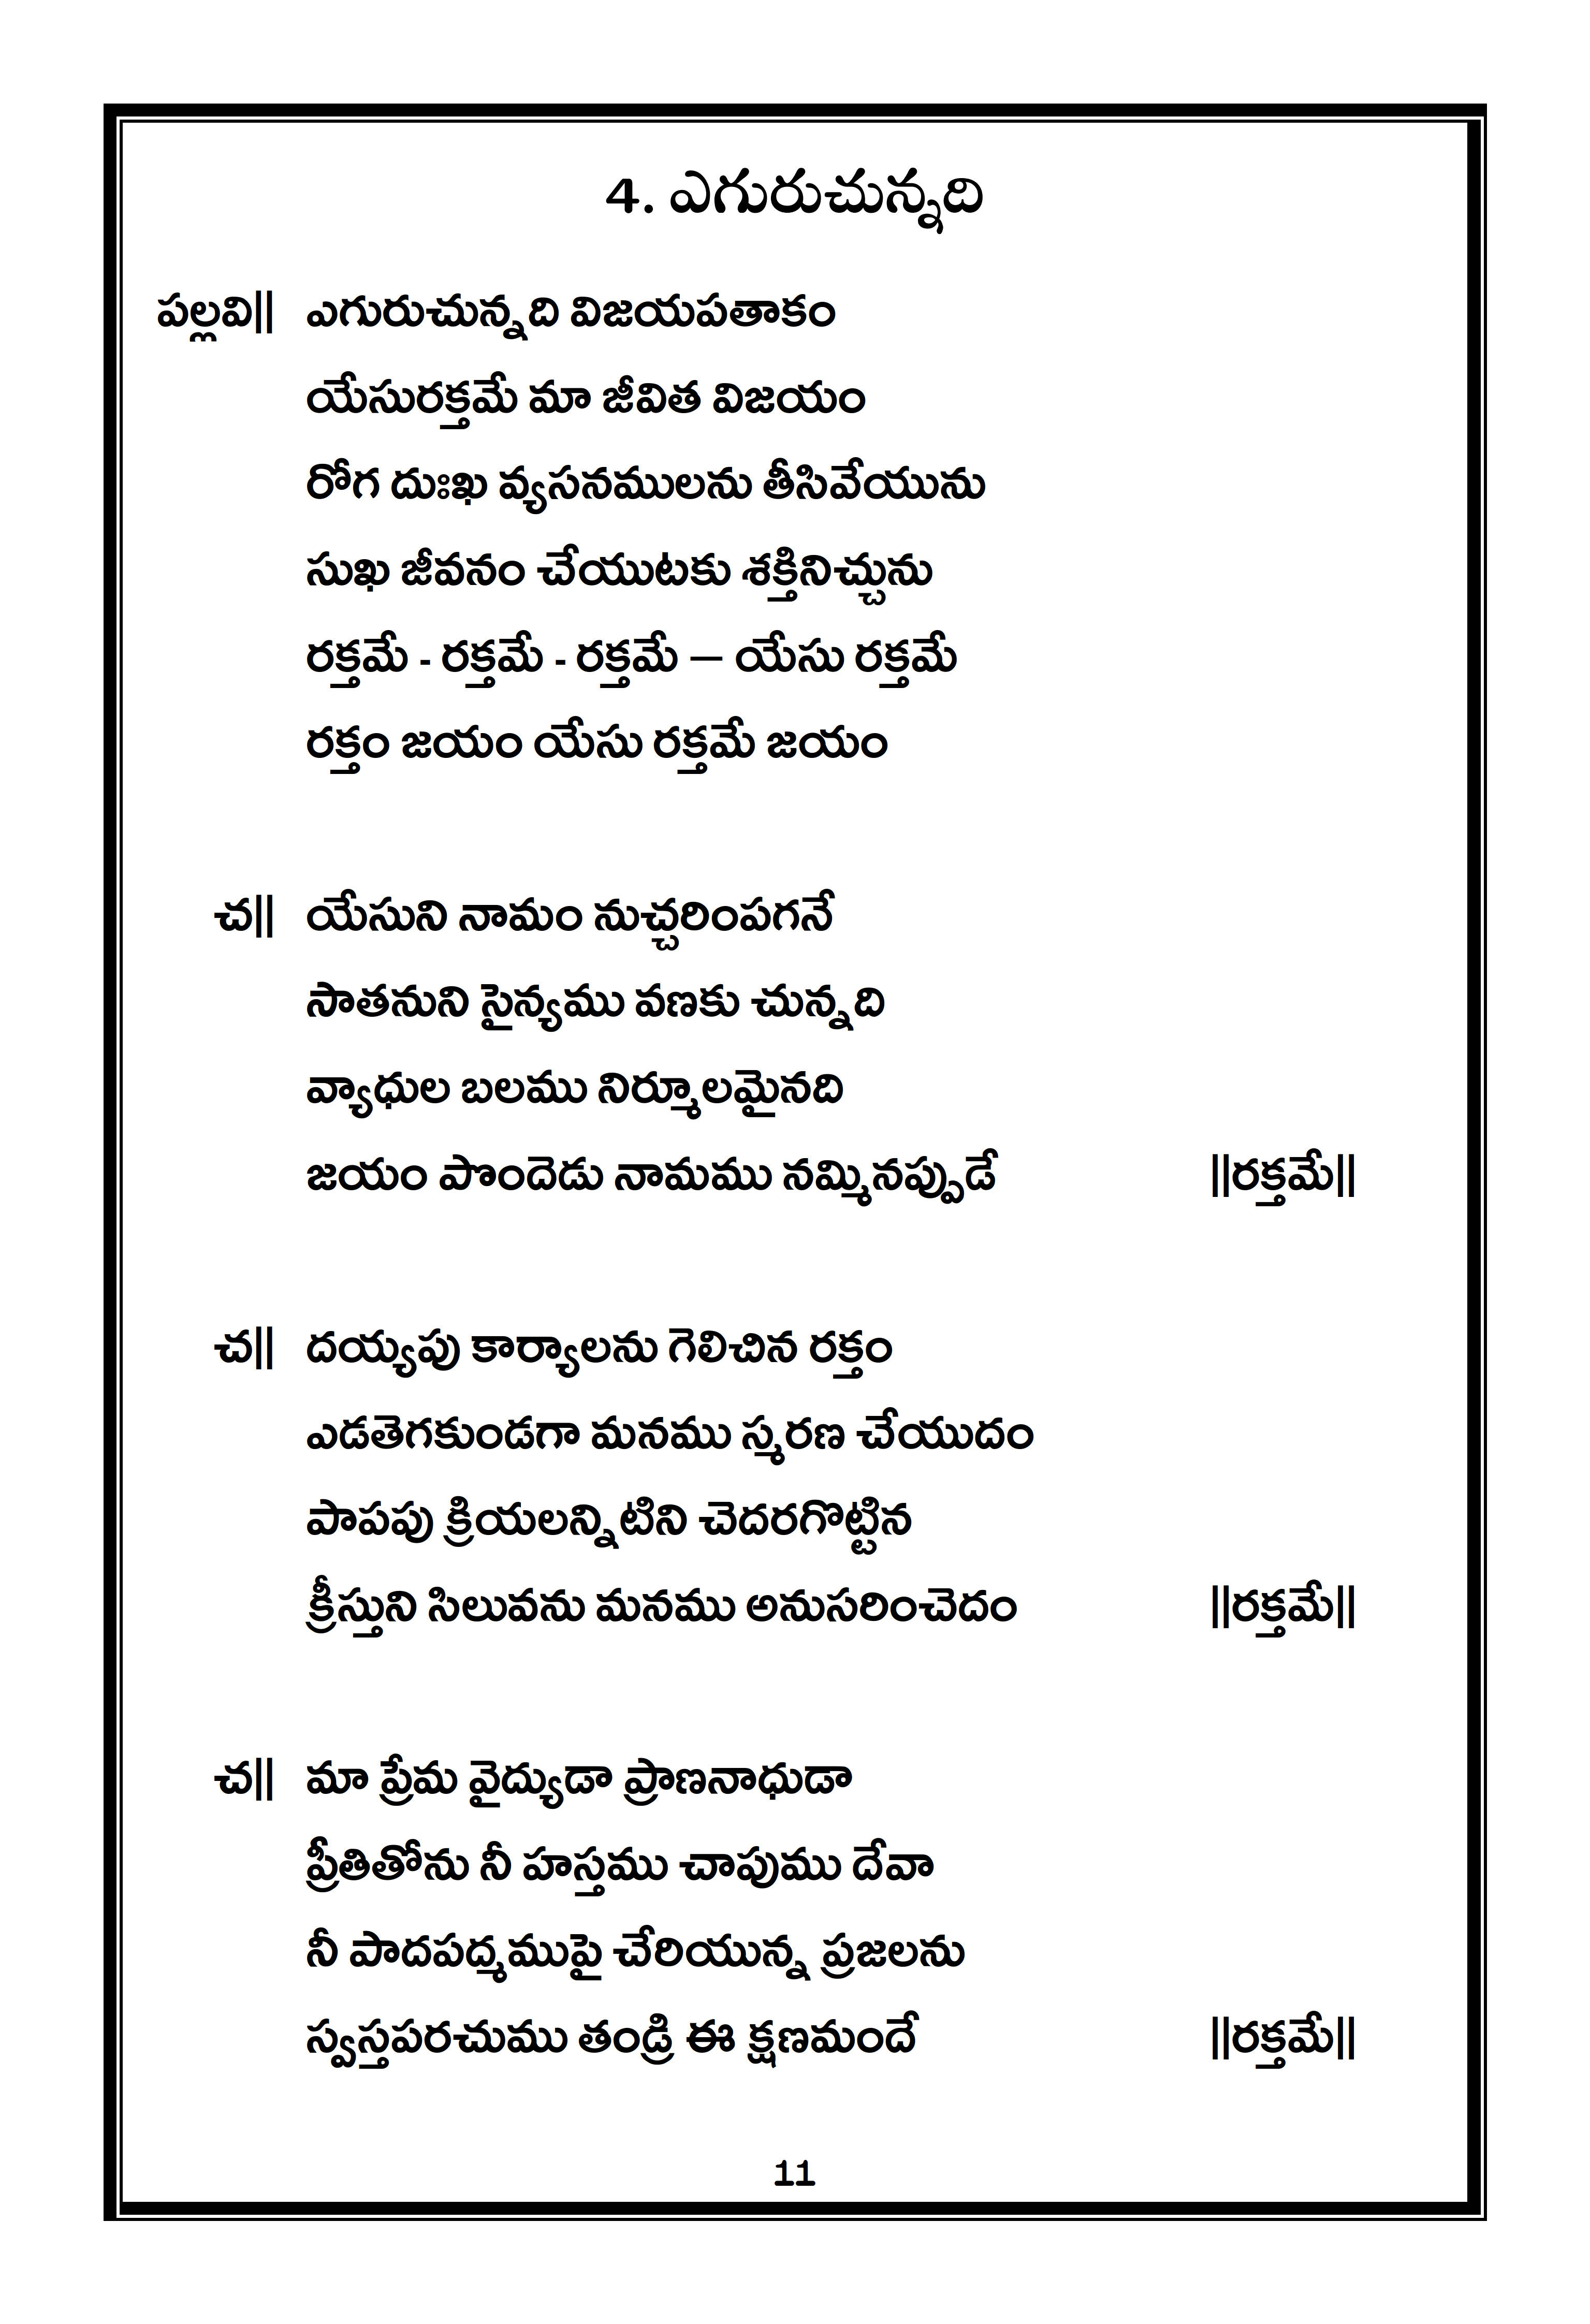 4. ఎగురుచున్నది
పల్లవి|| ఎగురుచున్నది విజయపతాకం
యేసురక్తమే మా జీవిత విజయం
రోగ దుఃఖ వ్యసనములను తీసివేయును
సుఖ జీవనం చేయుటకు శక్తినిచ్చును
రక్తమే - రక్తమే - రక్తమే – యేసు రక్తమే
రక్తం జయం యేసు రక్తమే జయం
చ|| యేసుని నామం నుచ్చరింపగనే
సాతనుని సైన్యము వణకు చున్నది
వ్యాధుల బలము నిర్మూలమైనది
జయం పొందెడు నామము నమ్మినప్పుడే ||రక్తమే||
చ|| దయ్యపు కార్యాలను గెలిచిన రక్తం
ఎడతెగకుండగా మనము స్మరణ చేయుదం
పాపపు క్రియలన్నిటిని చెదరగొట్టిన
క్రీస్తుని సిలువను మనము అనుసరించెదం ||రక్తమే||
చ|| మా ప్రేమ వైద్యుడా ప్రాణనాధుడా
ప్రీతితోను నీ హస్తము చాపుము దేవా
నీ పాదపద్మముపై చేరియున్న ప్రజలను
స్వస్తపరచుము తండ్రి ఈ క్షణమందే ||రక్తమే||
11